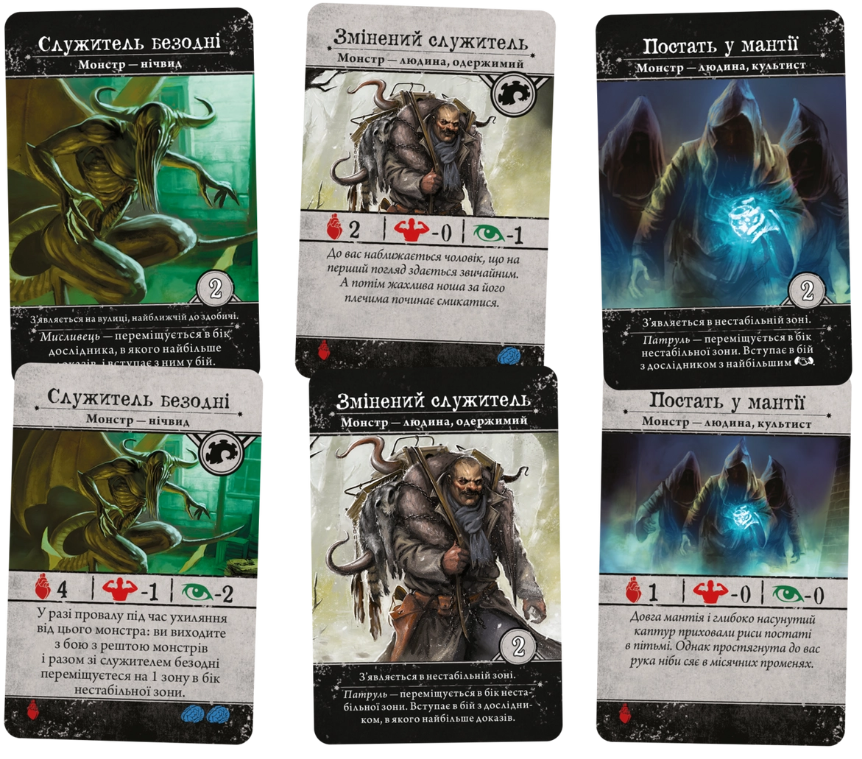 Служитель безодні
Монстр — нічвид
2
З'являється на вулиці, найближчій до здобичі.
Мисливець — переміщується в бік
дослідника, в якого найбільше
доказів, і вступає з ним у бій.
Змінений служитель
Монстр — людина, одержимий
2 -0 -1
До вас наближається чоловік, що на
перший погляд здається звичайним.
А потім жахлива ноша за його
плечима починає смикатися.
Постать у мантії
Монстр — людина, культист
2
З'являється в нестабільній зоні.
Патруль — переміщується в бік
нестабільної зони. Вступає в бій
з дослідником з найбільшим
Служитель безодні
Монстр — нічвид
4 -1 -2
У разі провалу під час ухиляння
від цього монстра: ви виходите
з бою з рештою монстрів
і разом зі служителем безодні
переміщуєтеся на 1 зону в бік
нестабільної зони.
Змінений служитель
Монстр — людина, одержимий
2
З'являється в нестабільній зоні.
Патруль — переміщується в бік неста-
більної зони. Вступає в бій з дослідни-
ком, в якого найбільше доказів.
Постать у мантії
Монстр — людина, культист
1 -0 -0
Довга мантія і глибоко насунутий
каптур приховали риси постаті
в пітьмі. Однак простягнута до вас
рука ніби сяє в місячних променях.